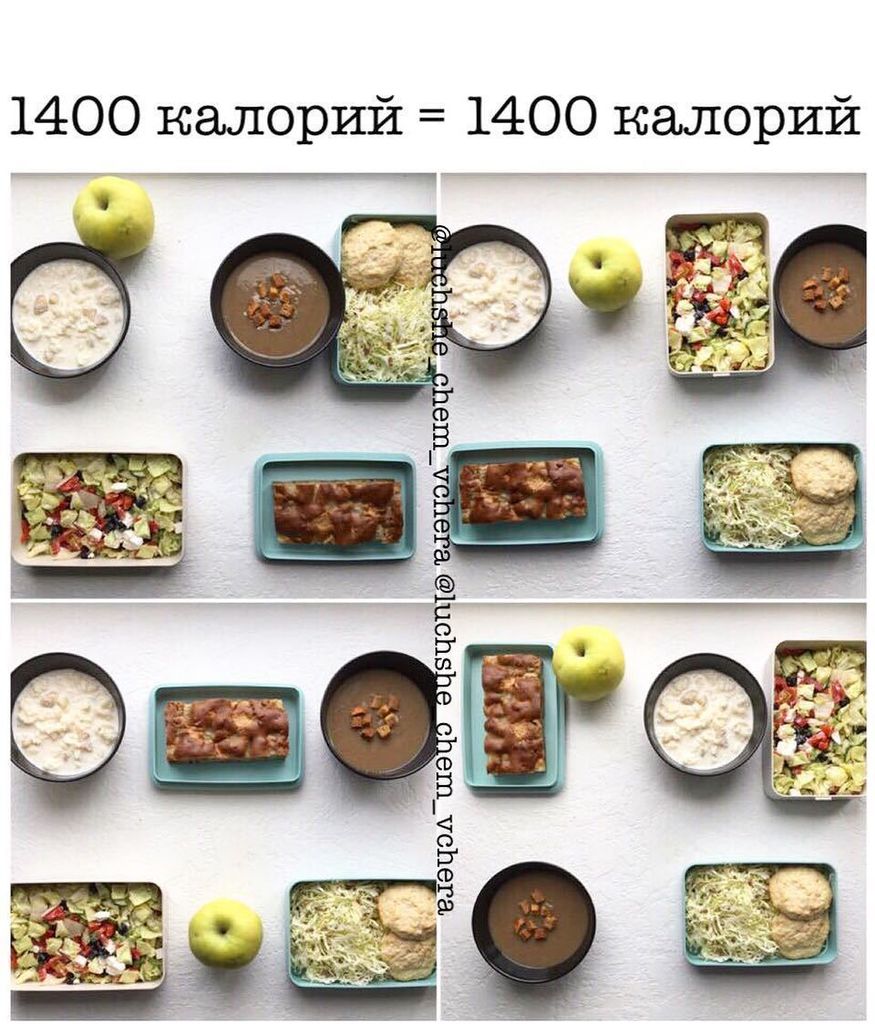 1400 калорий = 1400 калорий
@luchshe_chem_vchera @luchshe_chem_vchera